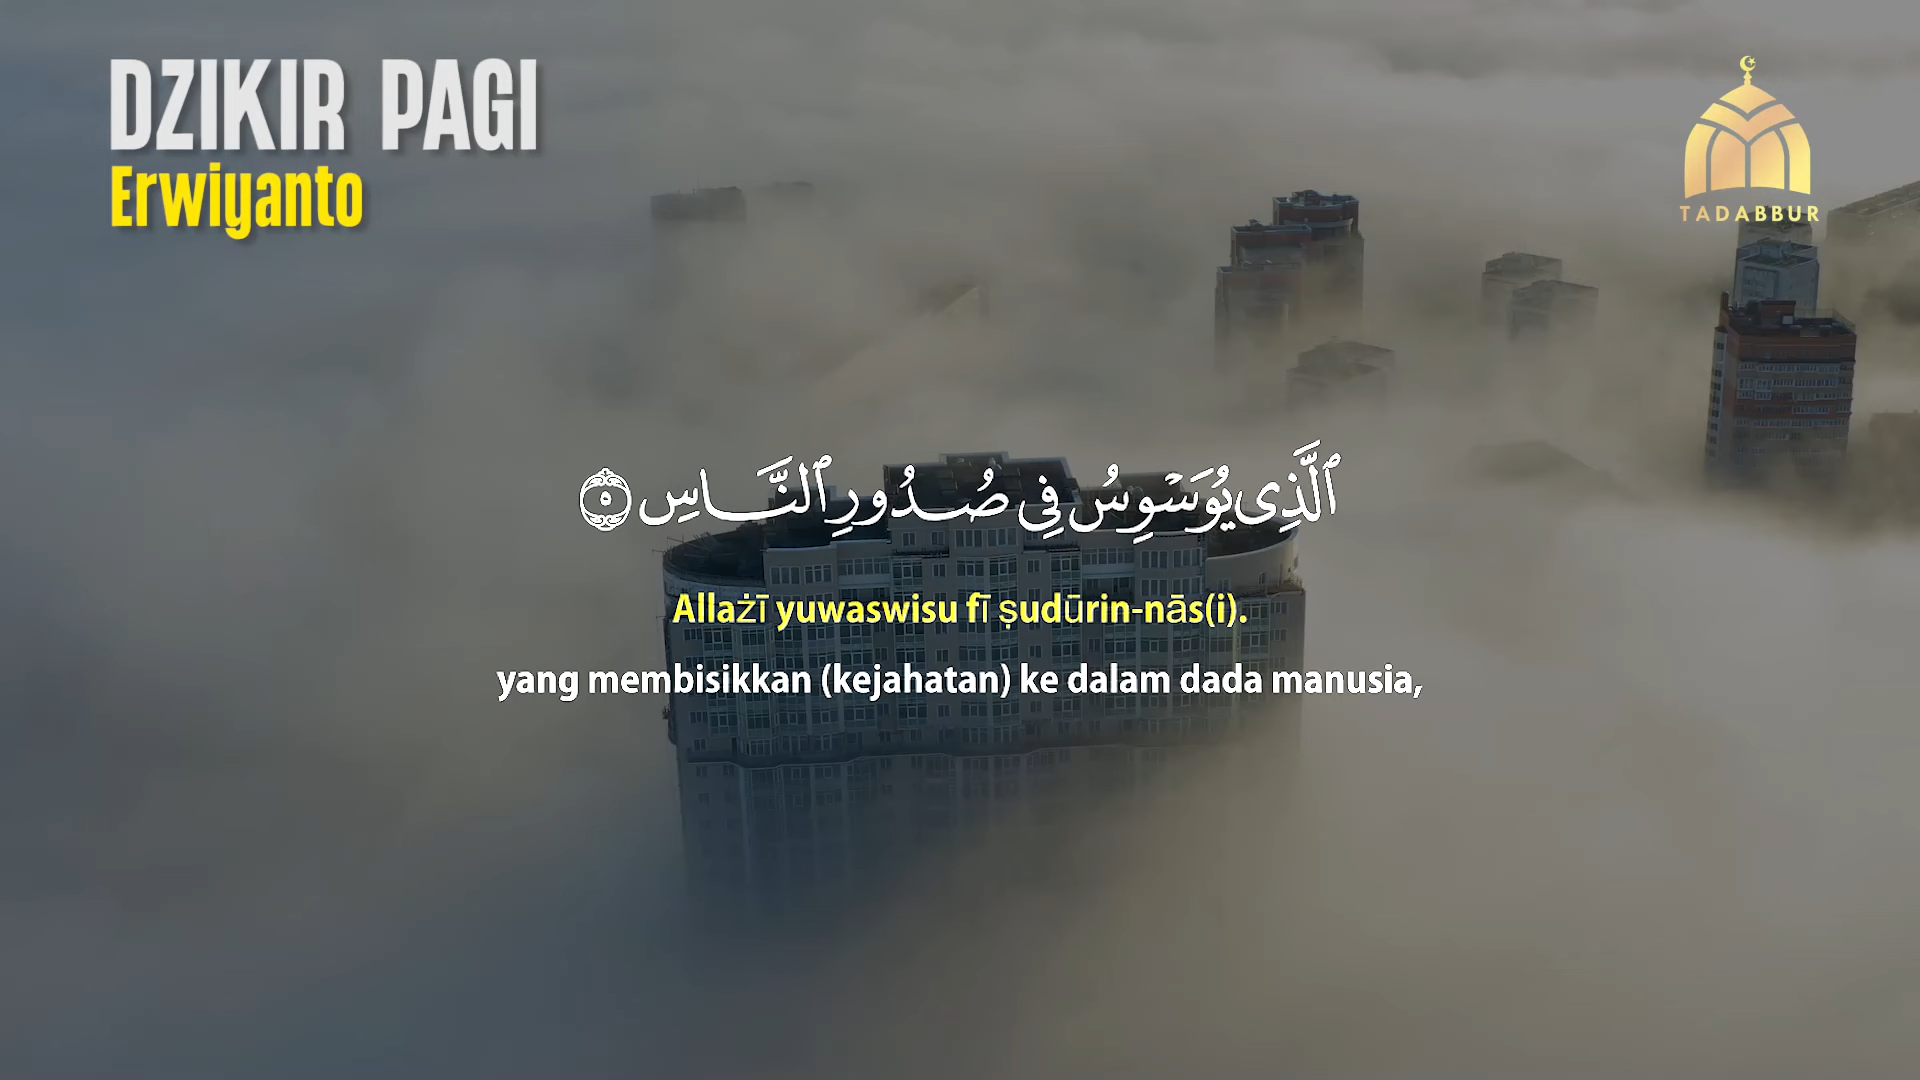 DZIKIR PAGI
Erwiyanto
TADABBUR
ٱلَّذِى يُوَسْوِسُ فِى صُدُورِ ٱلنَّاسِ ٥
Allażī yuwaswisu fī ṣudūrin-nās(i).
yang membisikkan (kejahatan) ke dalam dada manusia,